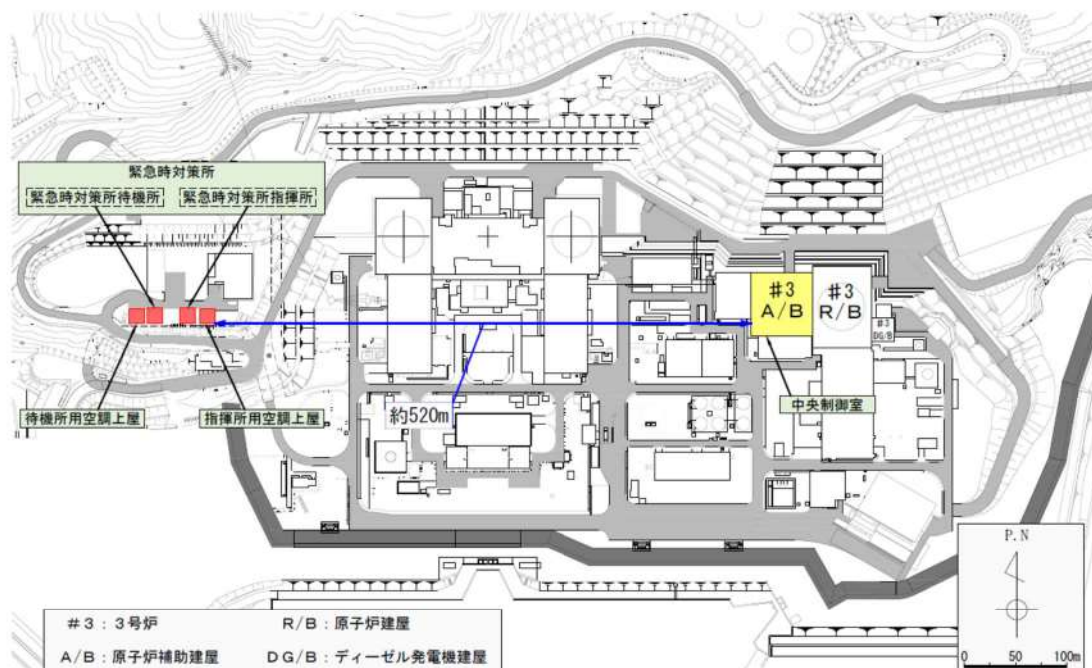 緊急時対策所
緊急時対策所待機所
緊急時対策所指揮所
#3
A/B
#3
R/B
#3
DG/B
待機所用空調上屋
指揮所用空調上屋
約520m
中央制御室
P.N
0 50 100m
#3:3号炉
R/B:原子炉建屋
A/B:原子炉補助建屋
DG/B:ディーゼル発電機建屋